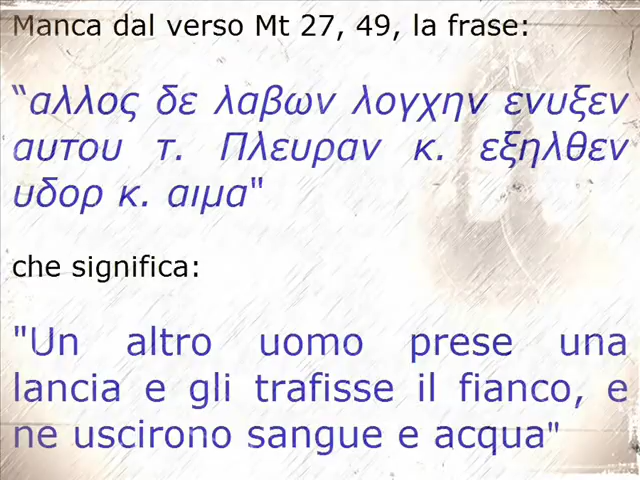 Manca dal verso Mt 27, 49, la frase:
“αλλος δε λαβων λογχην ενυξεν
αυτου τ. Πλευραν κ. εξηλθεν
υδορ κ. αιμα"
che significa:
"Un altro uomo prese una
lancia e gli trafisse il fianco, e
ne uscirono sangue e acqua"